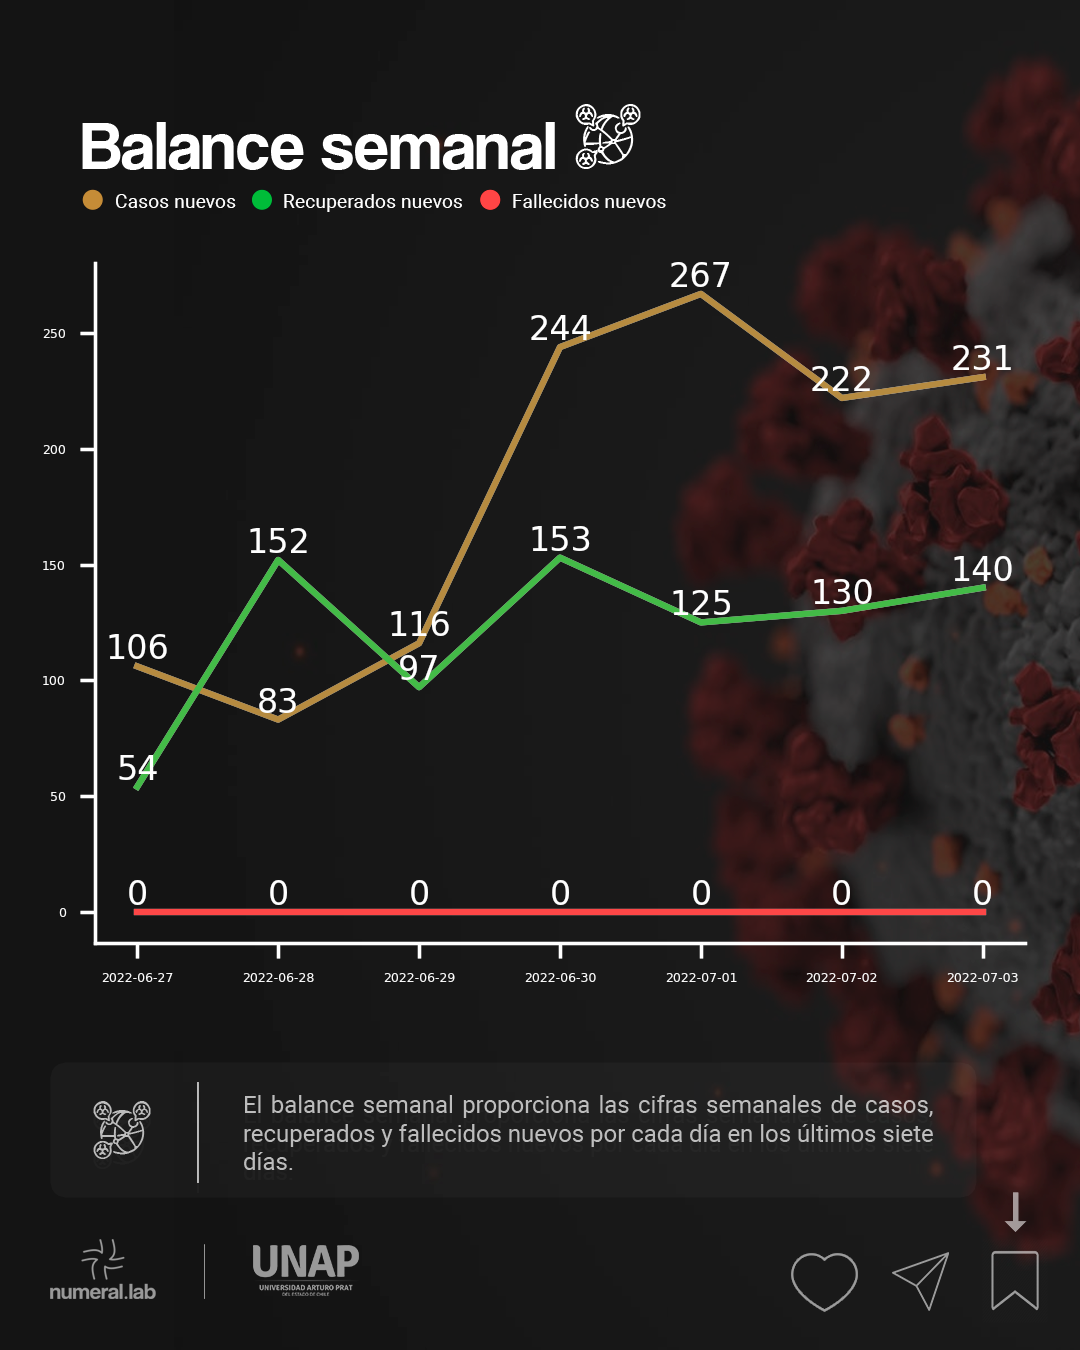 Balance semanal
Casos nuevos Recuperados nuevos Fallecidos nuevos
267
244
231
222
250
200
152
153
150
140
130
125
116
106
97
100
83
54
50
0 0 0 0 0 0 0
0
2022-06-27 2022-06-28 2022-06-29 2022-06-30 2022-07-01 2022-07-02 2022-07-03
El balance semanal proporciona las cifras semanales de casos,
recuperados y fallecidos nuevos por cada día en los últimos siete
días.
numeral.lab
UNAP
UNIVERSIDAD ARTURO PRAT
DEL ESTADO DE CHILE